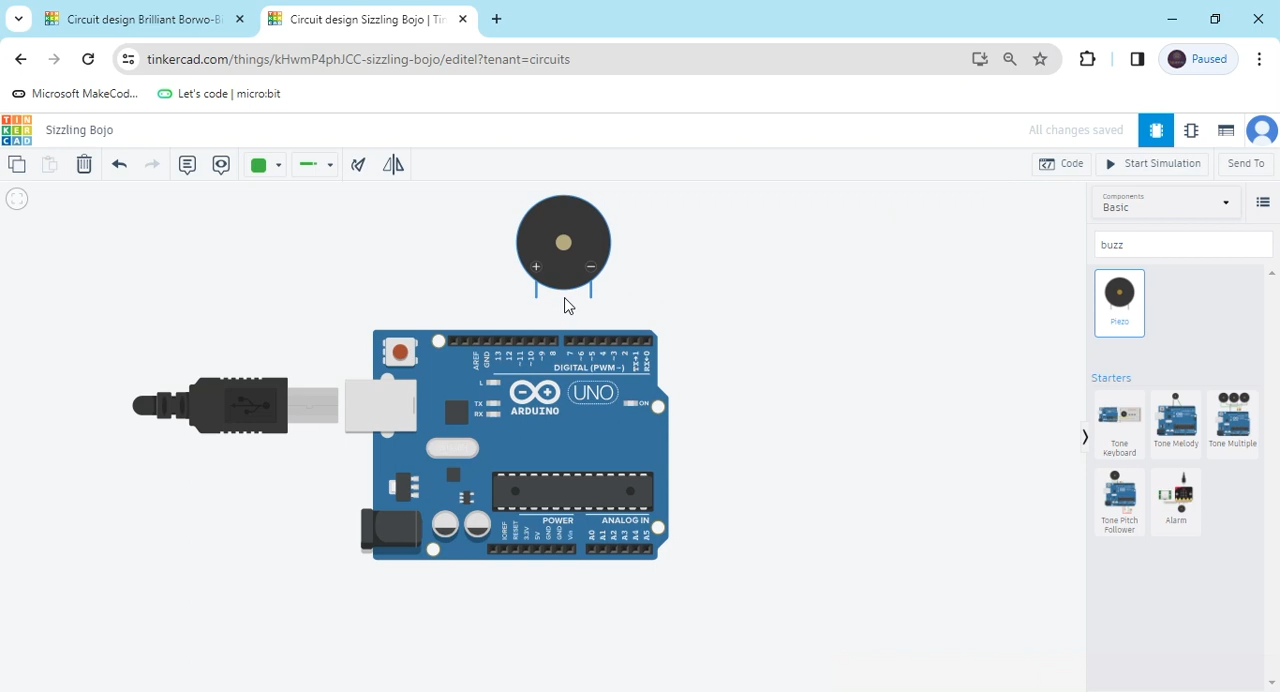 Circuit design Brilliant Borwo-B
Circuit design Sizzling Bojo | Tin
tinkercad.com/things/kHwmP4phJCC-sizzling-bojo/editel?tenant=circuits
Paused
Microsoft MakeCod...
Let's code | micro:bit
TIN
KER
CAD
Sizzling Bojo
All changes saved
Code
Start Simulation
Send To
Components
Basic
buzz
Piezo
Starters
Tone Keyboard
Tone Melody
Tone Multiple
Tone Pitch Follower
Alarm
AREF
GND
13
12
~11
~10
~9
8
7
~6
~5
4
~3
2
TX→1
RX←0
DIGITAL (PWM~)
L
TX
RX
UNO
ON
ARDUINO
POWER
ANALOG IN
IOREF
RESET
3.3V
5V
GND
GND
Vin
A0
A1
A2
A3
A4
A5